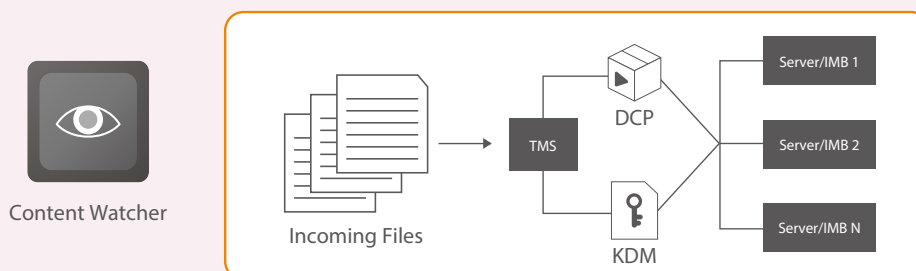 Content Watcher
Incoming Files
TMS
DCP
KDM
Server/IMB 1
Server/IMB 2
Server/IMB N